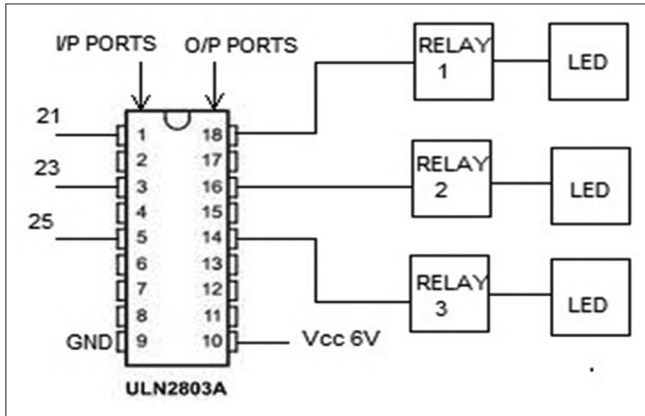 I/P PORTS
O/P PORTS
RELAY
1
LED
21
1
18
2
17
23
3
16
RELAY
2
LED
4
15
25
5
14
6
13
7
12
RELAY
3
LED
8
11
GND
9
10
Vcc 6V
ULN2803A